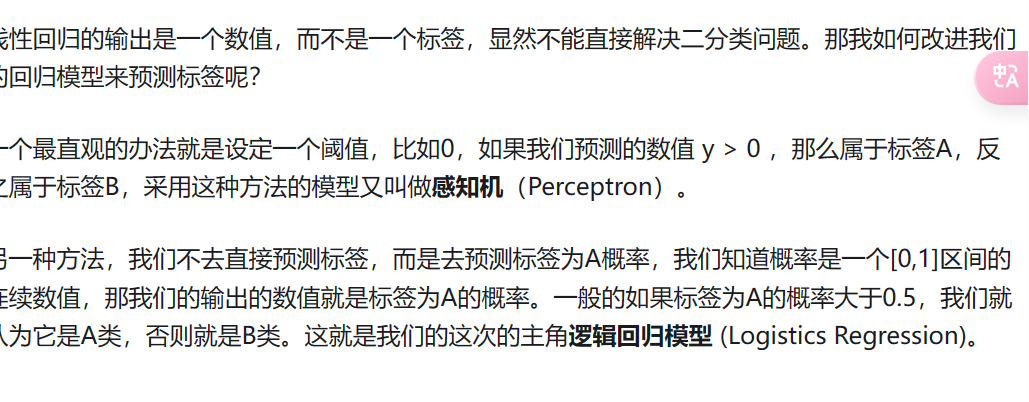 性回归的输出是一个数值，而不是一个标签，显然不能直接解决二分类问题。那我如何改进我们
的回归模型来预测标签呢？
一个最直观的办法就是设定一个阈值，比如0，如果我们预测的数值 y > 0 ，那么属于标签A，反
之属于标签B，采用这种方法的模型又叫做感知机（Perceptron）。
另一种方法，我们不去直接预测标签，而是去预测标签为A概率，我们知道概率是一个[0,1]区间的
连续数值，那我们的输出的数值就是标签为A的概率。一般的如果标签为A的概率大于0.5，我们就
认为它是A类，否则就是B类。这就是我们的这次的主角逻辑回归模型 (Logistics Regression)。
中A